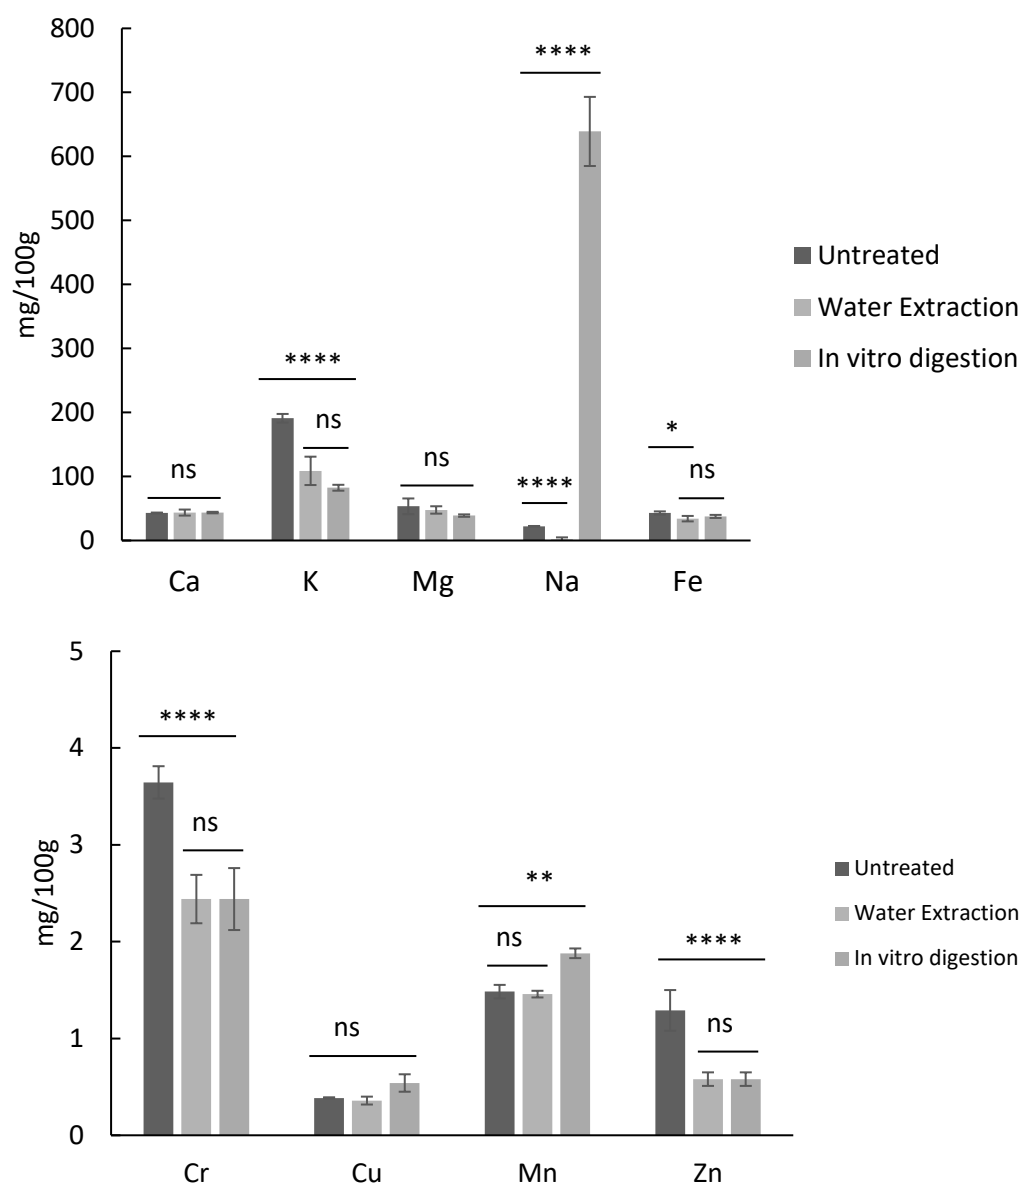 800
700
600
500
400
300
200
100
0
mg/100g
****
****
ns
ns
ns
****
*
ns
Ca K Mg Na Fe
Untreated
Water Extraction
In vitro digestion
5
4
3
2
1
0
mg/100g
****
ns
ns
**
ns
****
ns
Cr Cu Mn Zn
Untreated
Water Extraction
In vitro digestion